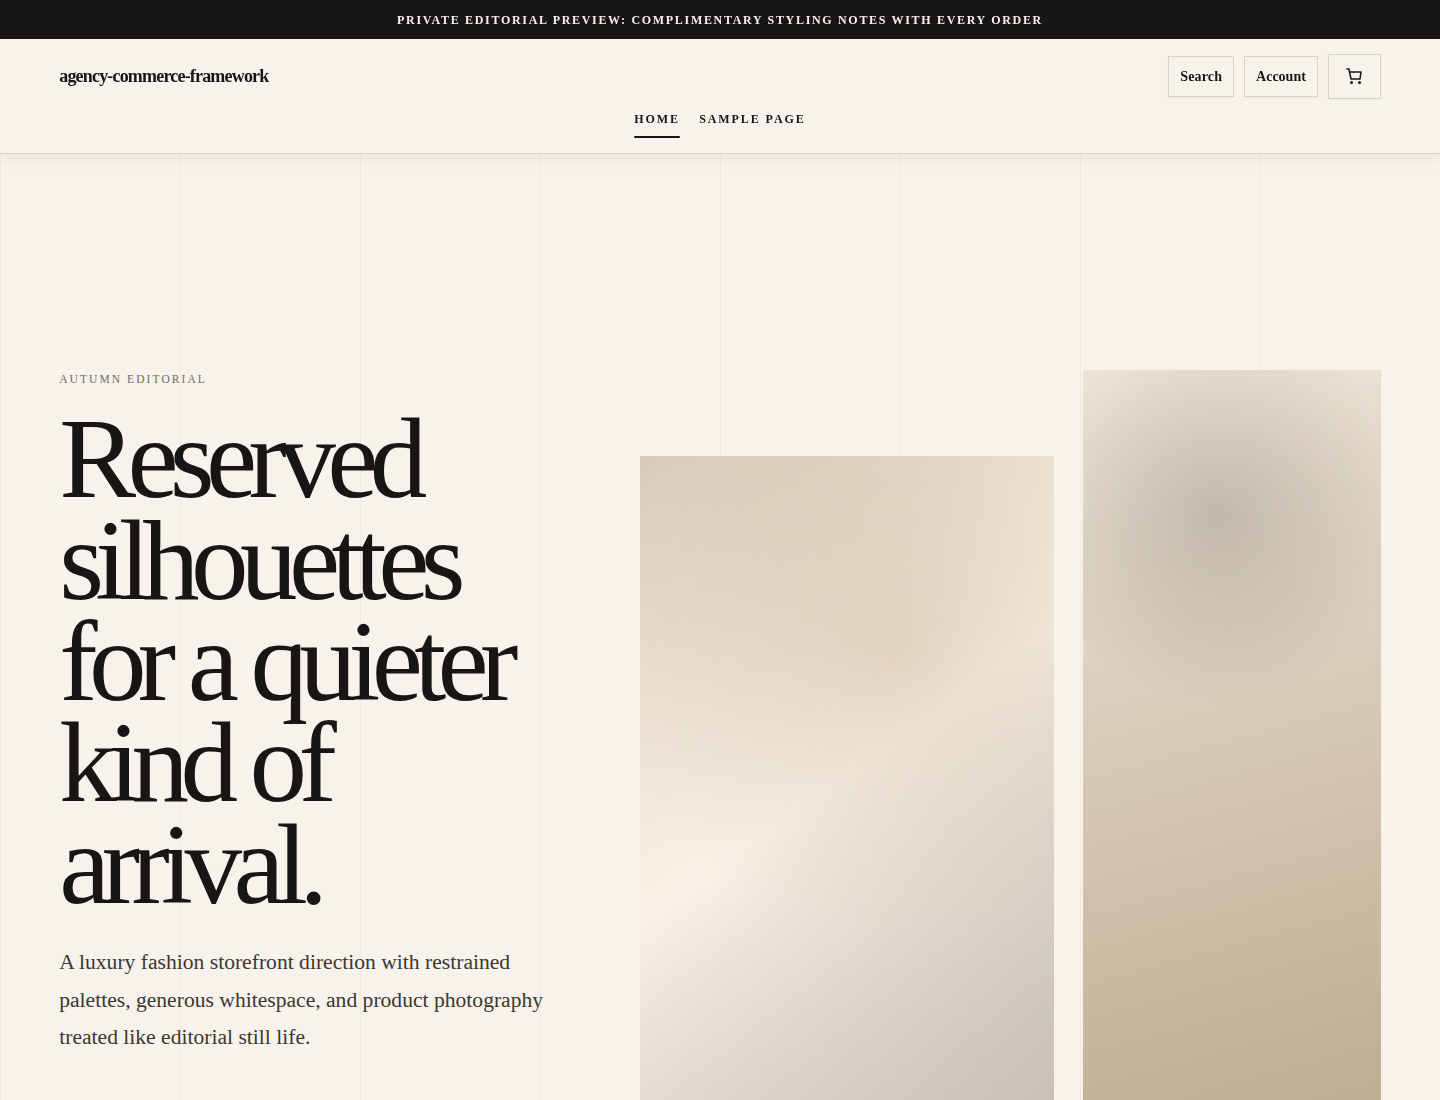 PRIVATE EDITORIAL PREVIEW: COMPLIMENTARY STYLING NOTES WITH EVERY ORDER
agency-commerce-framework
Search
Account
HOME
SAMPLE PAGE
AUTUMN EDITORIAL
Reserved
silhouettes
for a quieter
kind of
arrival.
A luxury fashion storefront direction with restrained
palettes, generous whitespace, and product photography
treated like editorial still life.